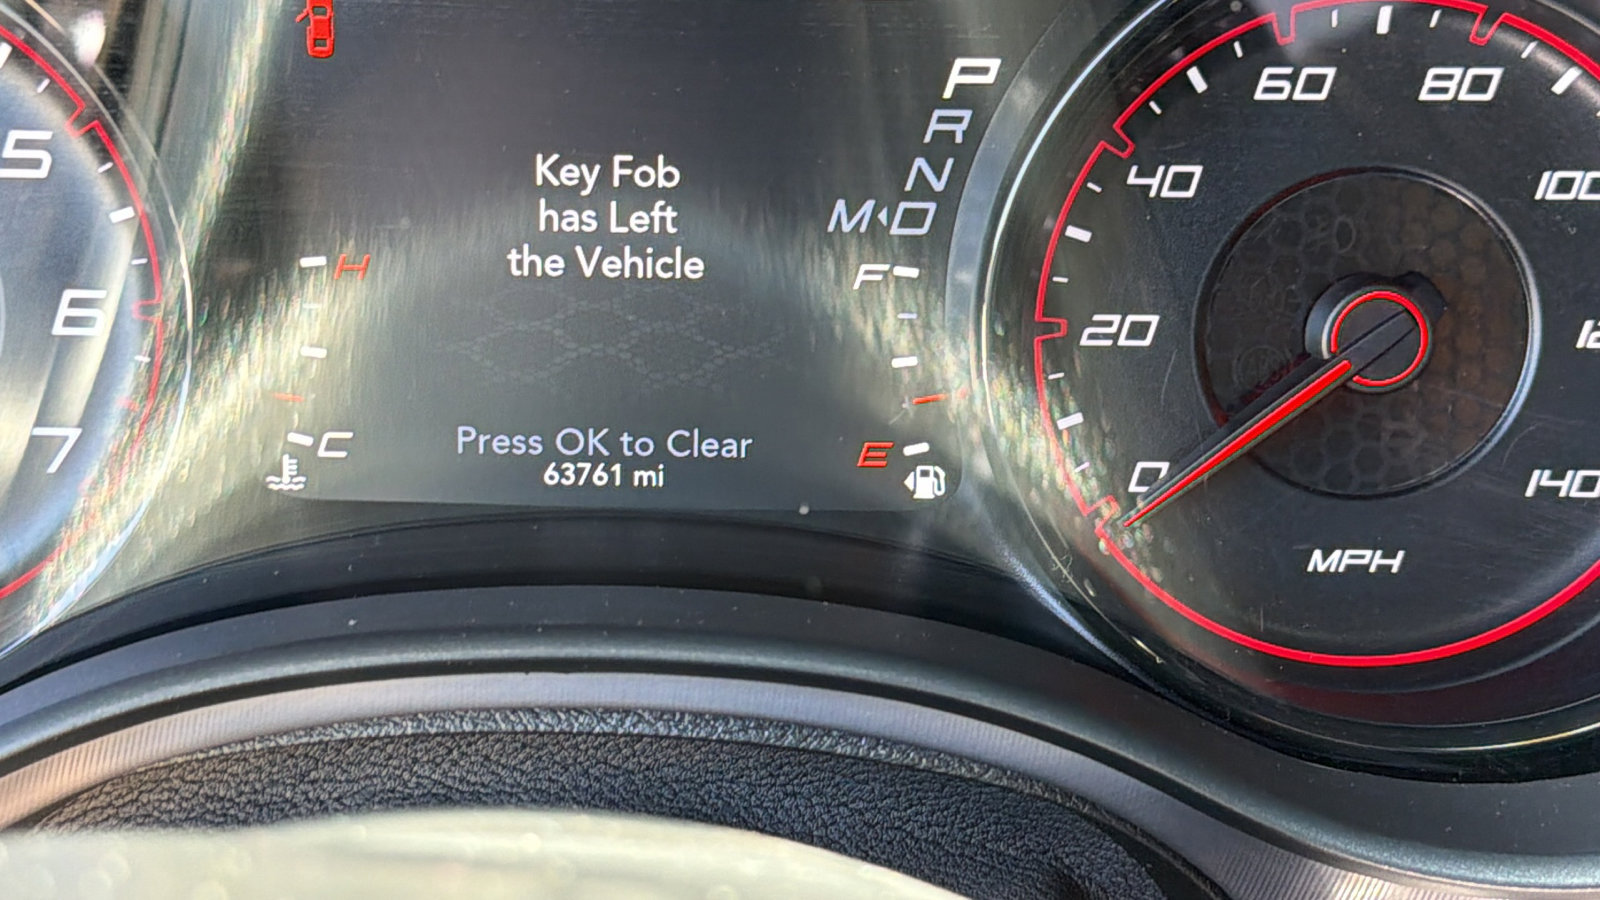 5
6
7
H
C
Key Fob
has Left
the Vehicle
Press OK to Clear
63761 mi
P
R
N
M D
F
E
0
20
40
60
80
100
140
MPH